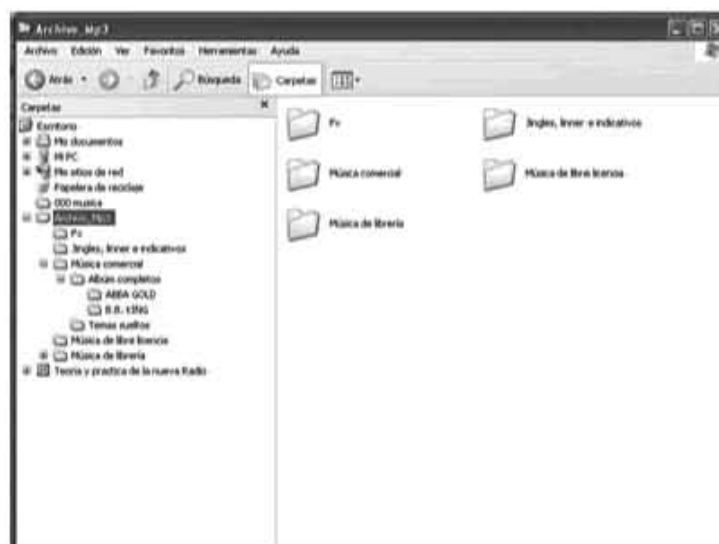 Archivo_Mp3
Archivo Edición Ver Favoritos Herramientas Ayuda
Atrás Búsqueda Carpetas
Carpetas
Escritorio
Mis documentos
Mi PC
Mis sitios de red
Papelera de reciclaje
000 musica
Archivo_Mp3
Fx
Jingles, linner e indicativos
Música comercial
Albúm completos
ABBA GOLD
B.B. KING
Temas sueltos
Música de libre licencia
Música de librería
Teoria y practica de la nueva Radio
Fx
Jingles, linner e indicativos
Música comercial
Música de libre licencia
Música de librería